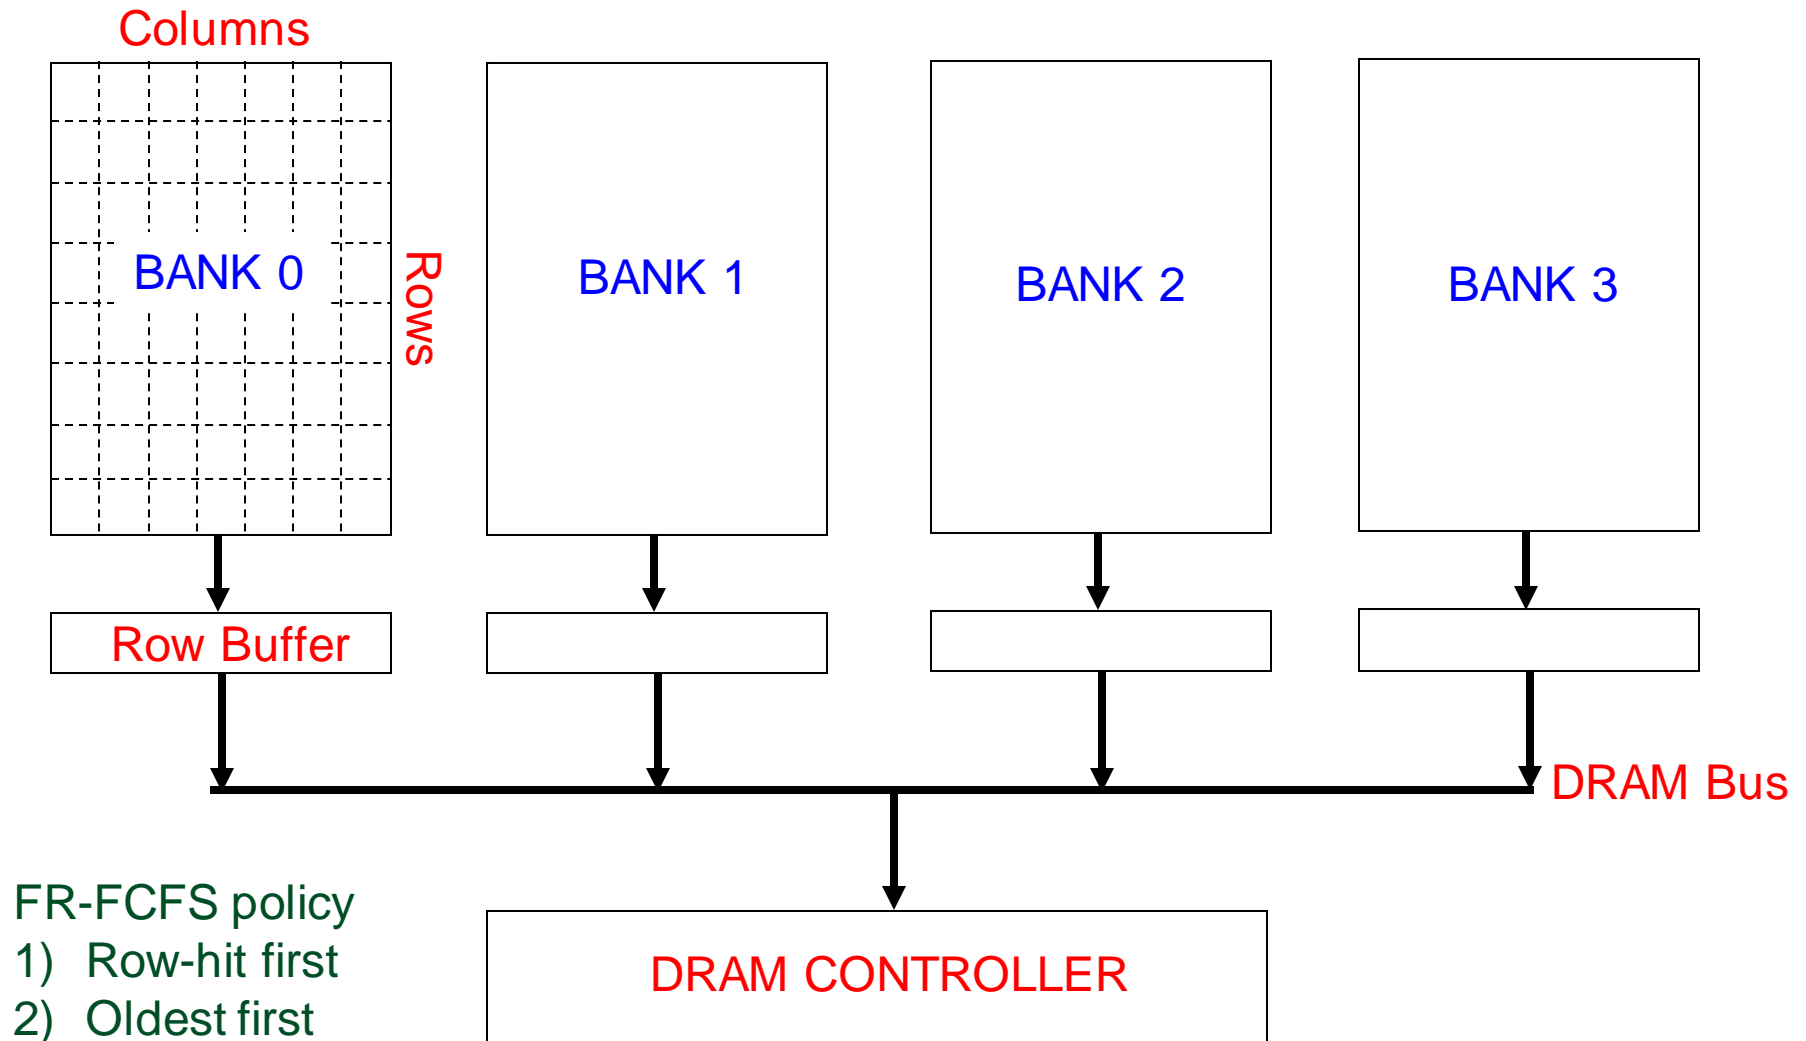 Columns
BANK 0
Rows
BANK 1
BANK 2
BANK 3
Row Buffer
DRAM Bus
FR-FCFS policy
1) Row-hit first
2) Oldest first
DRAM CONTROLLER